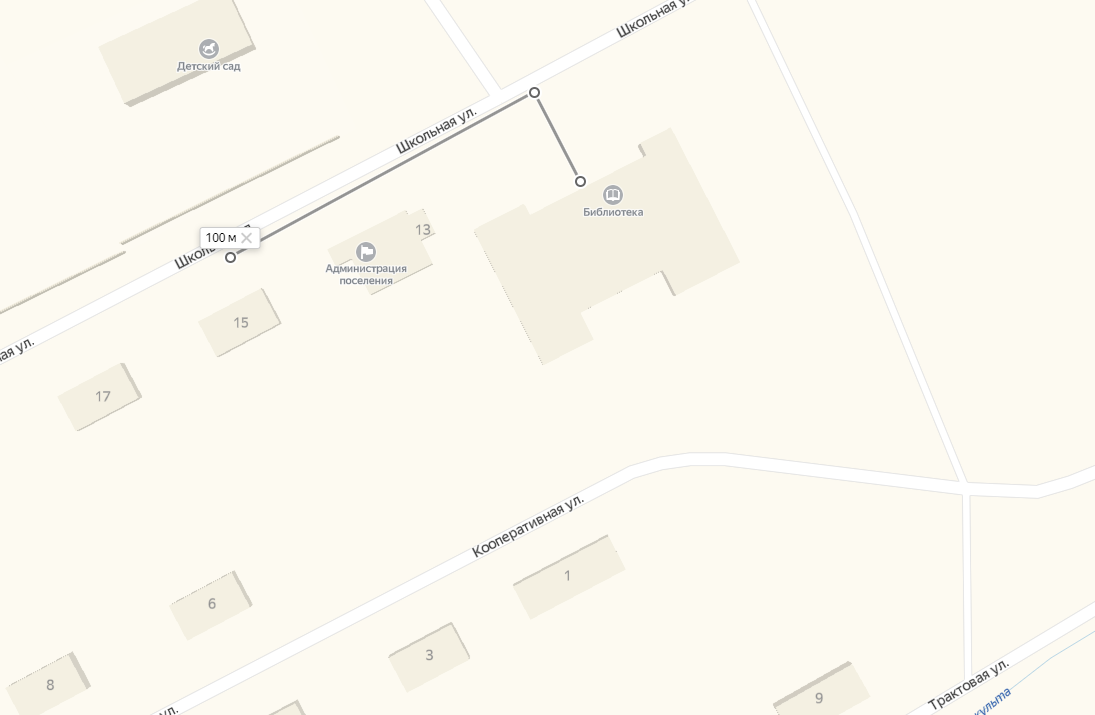 Школьная ул.
Детский сад
Школьная ул.
Библиотека
13
100 м
Администрация
поселения
15
17
Кооперативная ул.
1
6
3
8
9
Трактовая ул.
ул.